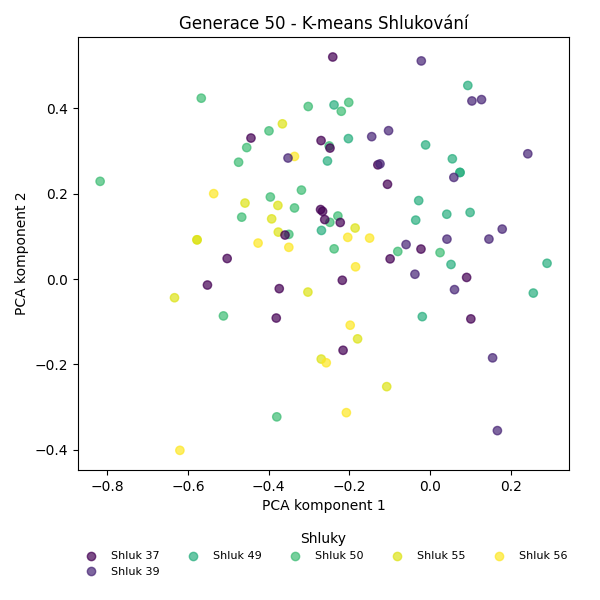 Generace 50 - K-means Shlukování
PCA komponent 2
0.4
0.2
0.0
−0.2
−0.4
−0.8 −0.6 −0.4 −0.2 0.0 0.2
PCA komponent 1
Shluky
Shluk 37 Shluk 49 Shluk 50 Shluk 55 Shluk 56
Shluk 39